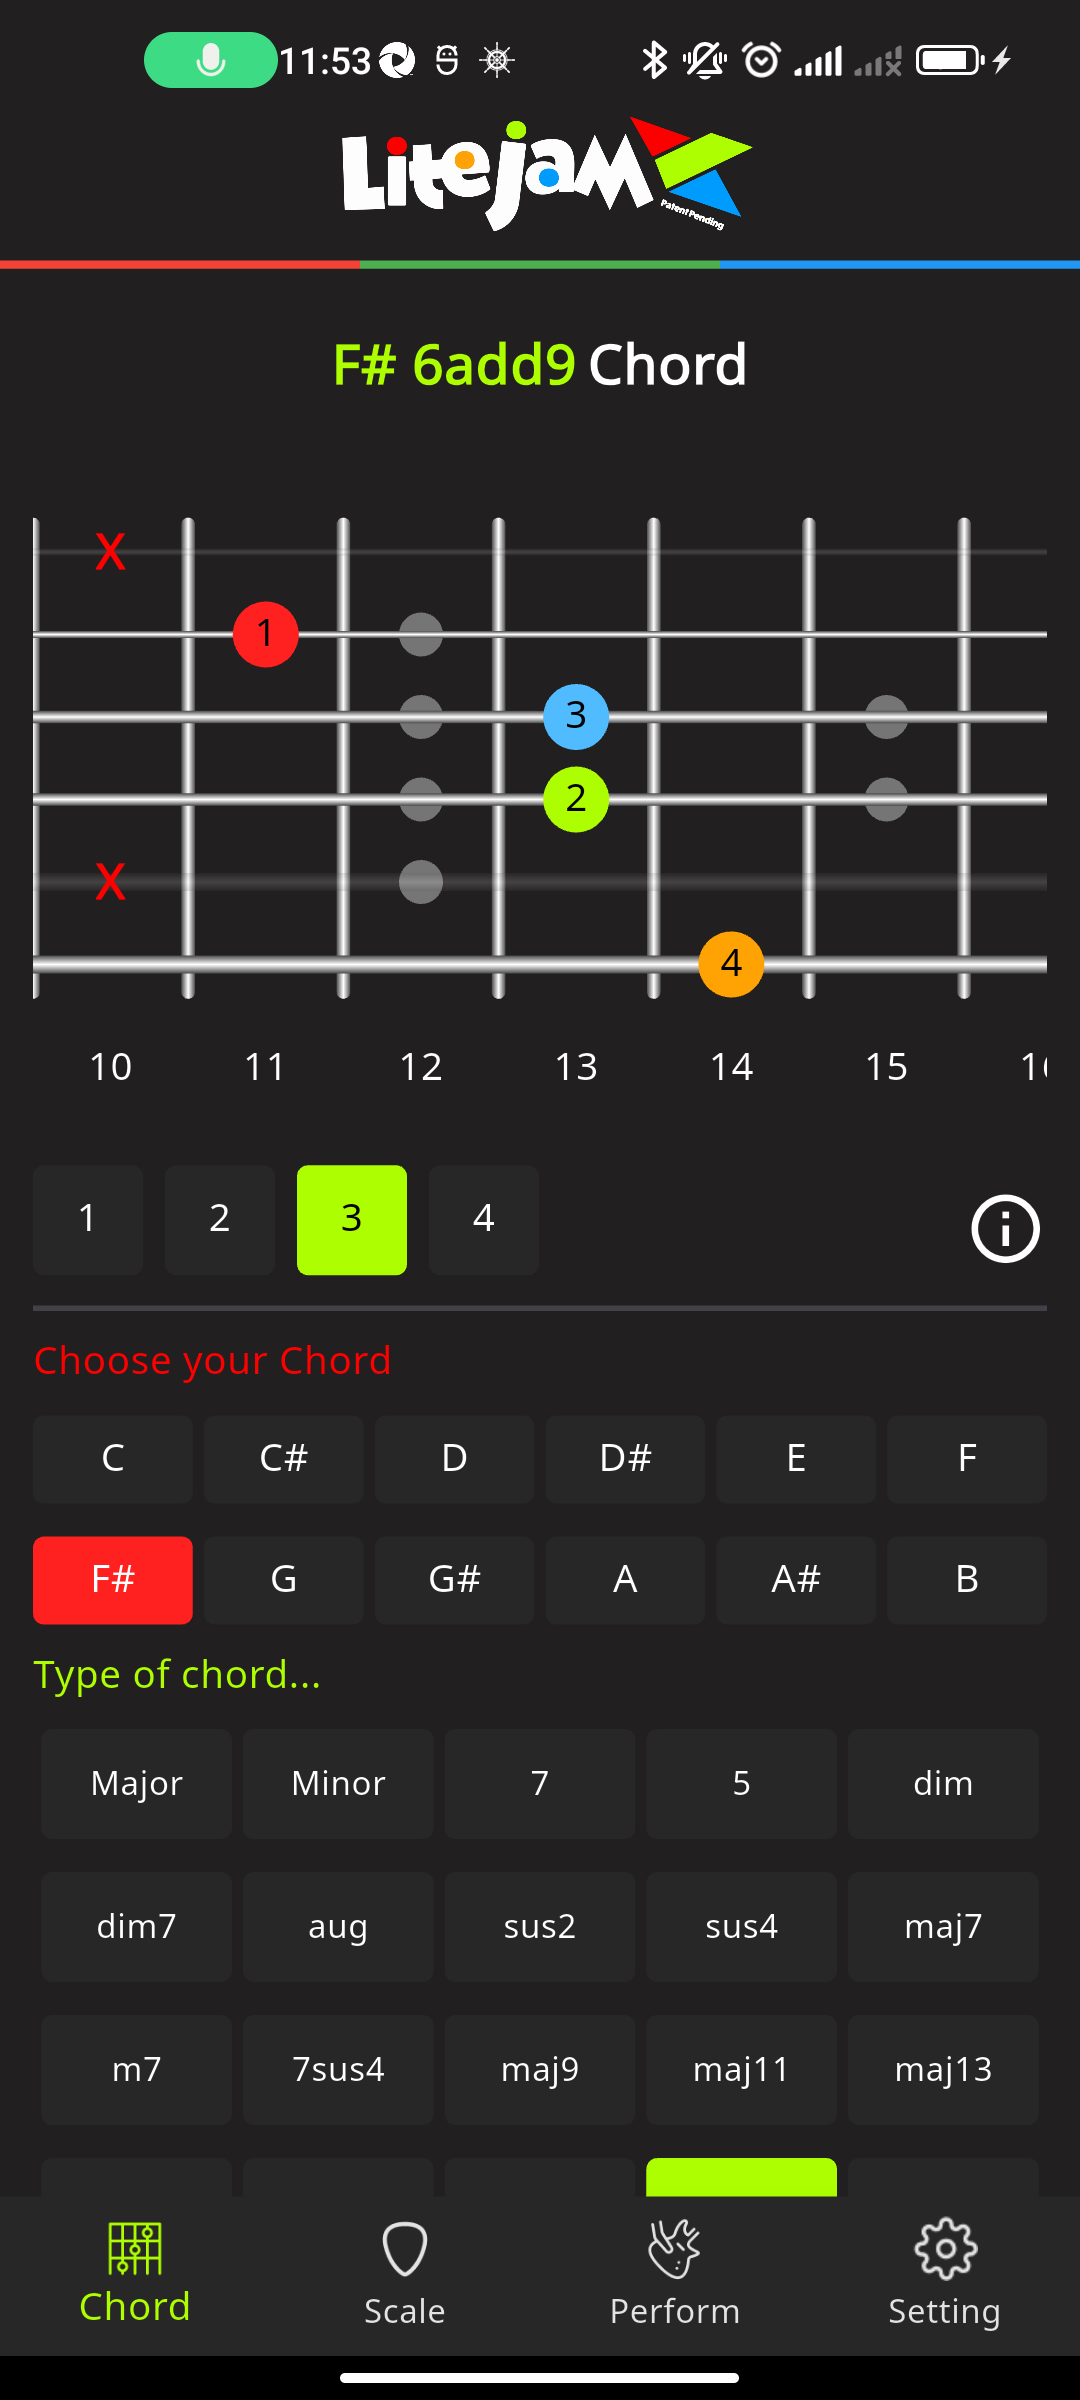 11:53
Litejam
Patent Pending
F# 6add9 Chord
X
1
3
2
X
4
10 11 12 13 14 15
1 2 3 4
Choose your Chord
C C# D D# E F
F# G G# A A# B
Type of chord...
Major Minor 7 5 dim
dim7 aug sus2 sus4 maj7
m7 7sus4 maj9 maj11 maj13
Chord Scale Perform Setting